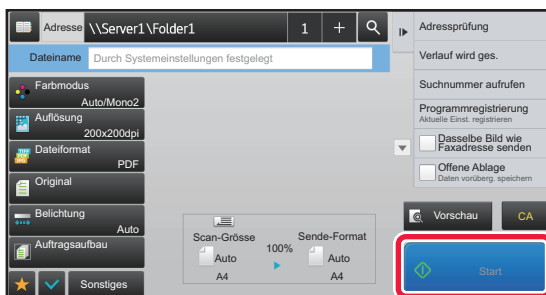 Adresse \\Server1\Folder1 1 +
Dateiname Durch Systemeinstellungen festgelegt
Farbmodus
Auto/Mono2
Auflösung
200x200dpi
Dateiformat
PDF
Original
Belichtung
Auto
Auftragsaufbau
Sonstiges
Scan-Grösse
Auto
A4
100%
Sende-Format
Auto
A4
Adressprüfung
Verlauf wird ges.
Suchnummer aufrufen
Programmregistrierung
Aktuelle Einst. registrieren
Dasselbe Bild wie
Faxadresse senden
Offene Ablage
Daten vorüberg. speichern
Vorschau
CA
Start